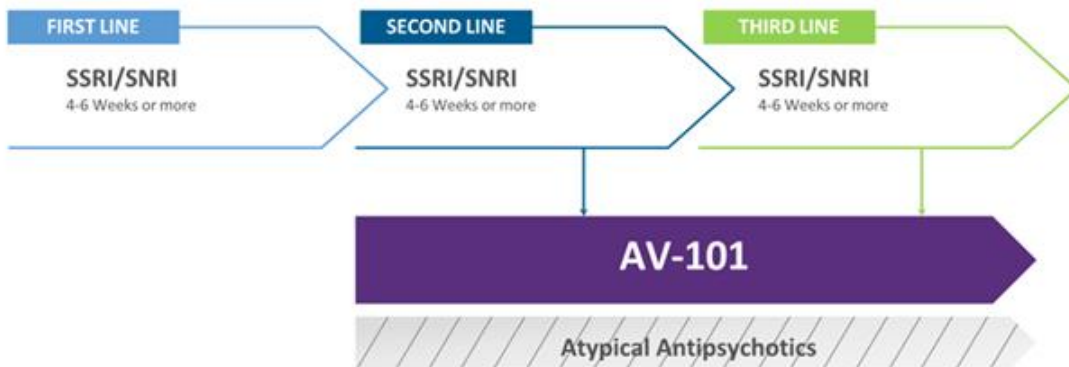 FIRST LINE
SSRI/SNRI
4-6 Weeks or more
SECOND LINE
SSRI/SNRI
4-6 Weeks or more
THIRD LINE
SSRI/SNRI
4-6 Weeks or more
AV-101
Atypical Antipsychotics